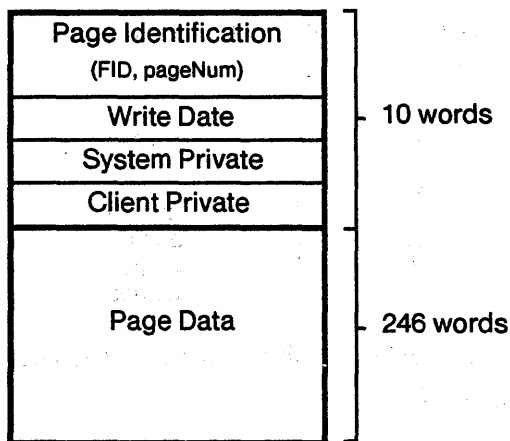 Page Identification
(FID, pageNum)
Write Date
10 words
System Private
Client Private
Page Data
246 words